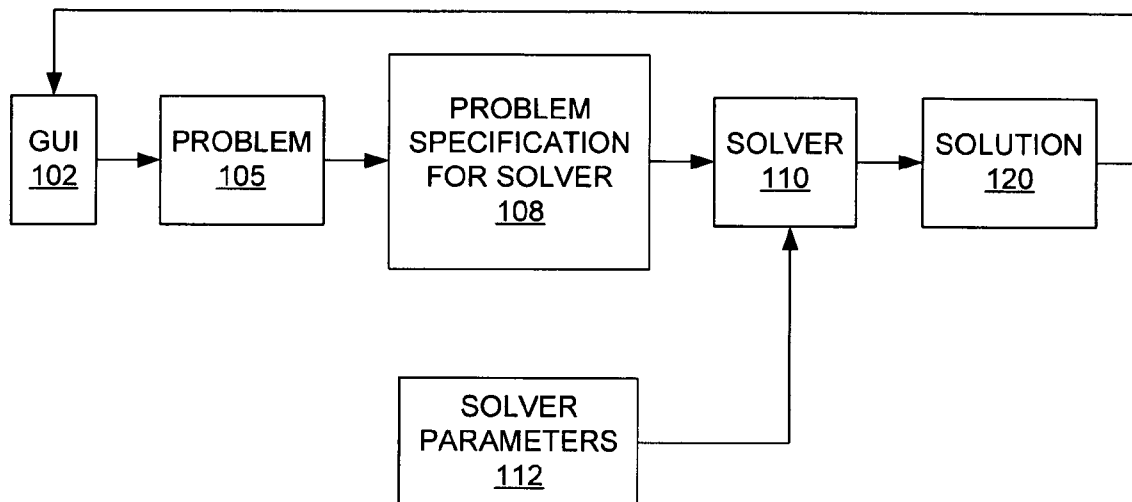 GUI
102
PROBLEM
105
PROBLEM
SPECIFICATION
FOR SOLVER
108
SOLVER
110
SOLUTION
120
SOLVER
PARAMETERS
112